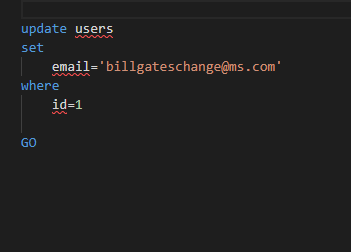 update users
set
email='billgateschange@ms.com'
where
id=1
GO